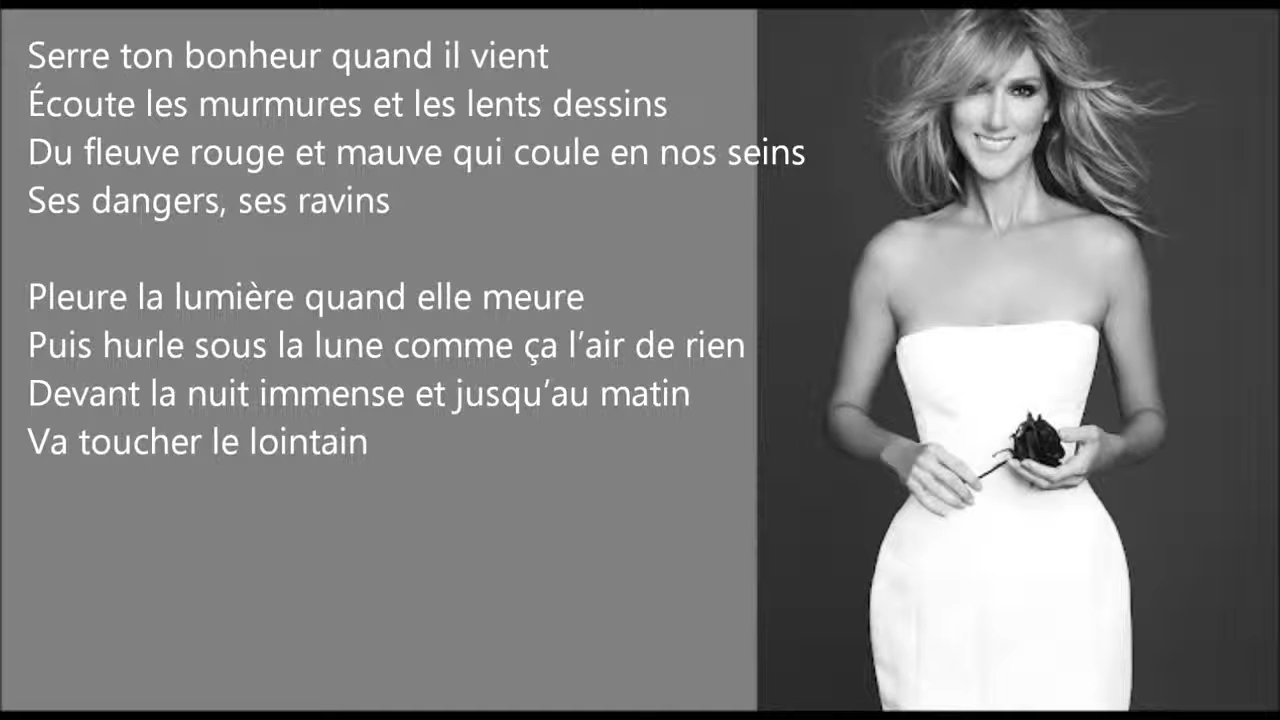 Serre ton bonheur quand il vient
Écoute les murmures et les lents dessins
Du fleuve rouge et mauve qui coule en nos seins
Ses dangers, ses ravins
Pleure la lumière quand elle meure
Puis hurle sous la lune comme ça l’air de rien
Devant la nuit immense et jusqu’au matin
Va toucher le lointain